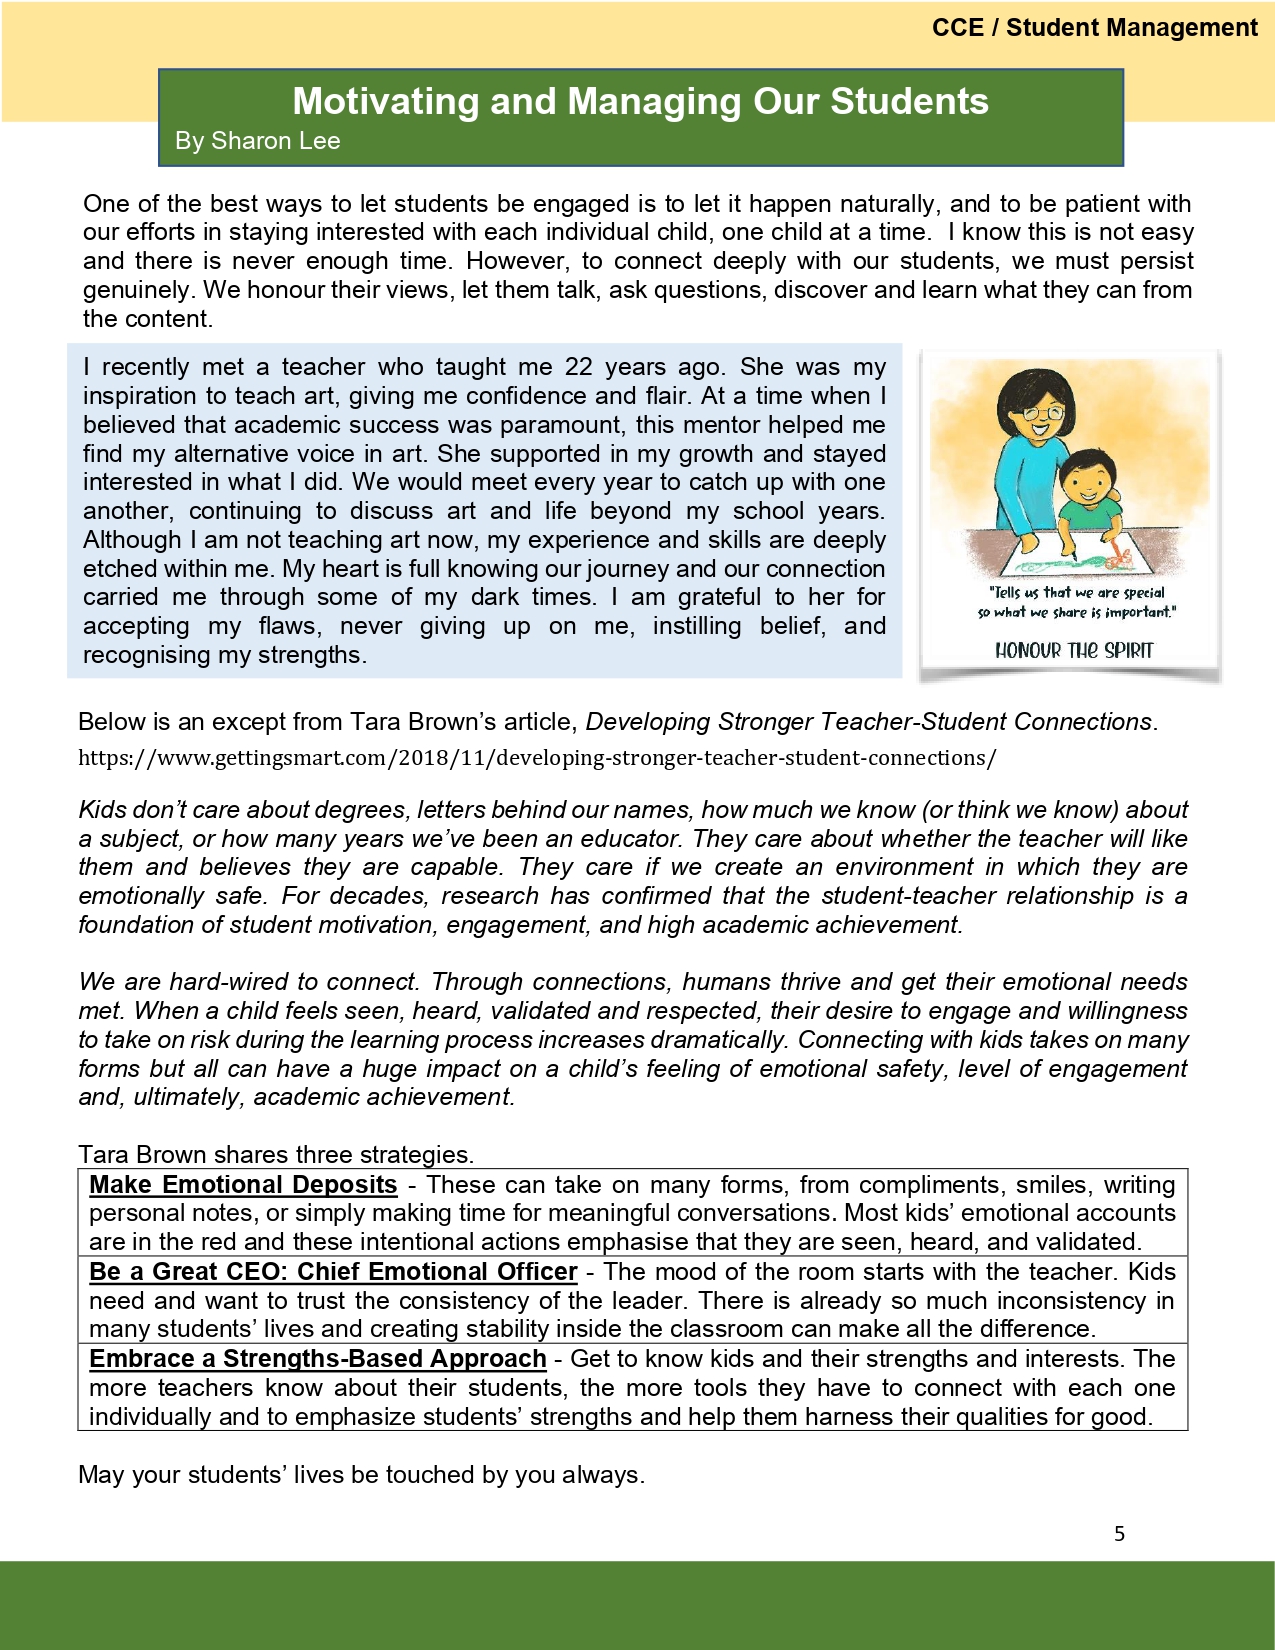 CCE / Student Management
Motivating and Managing Our Students
By Sharon Lee
One of the best ways to let students be engaged is to let it happen naturally, and to be patient with
our efforts in staying interested with each individual child, one child at a time.  I know this is not easy
and there is never enough time. However, to connect deeply with our students, we must persist
genuinely. We honour their views, let them talk, ask questions, discover and learn what they can from
the content.
I recently met a teacher who taught me 22 years ago. She was my
inspiration to teach art, giving me confidence and flair. At a time when I
believed that academic success was paramount, this mentor helped me
find my alternative voice in art. She supported in my growth and stayed
interested in what I did. We would meet every year to catch up with one
another, continuing to discuss art and life beyond my school years.
Although I am not teaching art now, my experience and skills are deeply
etched within me. My heart is full knowing our journey and our connection
carried me through some of my dark times. I am grateful to her for
accepting my flaws, never giving up on me, instilling belief, and
recognising my strengths.
"Tells us that we are special
so what we share is important."
HONOUR THE SPIRIT
Below is an except from Tara Brown’s article, Developing Stronger Teacher-Student Connections.
https://www.gettingsmart.com/2018/11/developing-stronger-teacher-student-connections/
Kids don’t care about degrees, letters behind our names, how much we know (or think we know) about
a subject, or how many years we’ve been an educator. They care about whether the teacher will like
them and believes they are capable. They care if we create an environment in which they are
emotionally safe. For decades, research has confirmed that the student-teacher relationship is a
foundation of student motivation, engagement, and high academic achievement.
We are hard-wired to connect. Through connections, humans thrive and get their emotional needs
met. When a child feels seen, heard, validated and respected, their desire to engage and willingness
to take on risk during the learning process increases dramatically. Connecting with kids takes on many
forms but all can have a huge impact on a child’s feeling of emotional safety, level of engagement
and, ultimately, academic achievement.
Tara Brown shares three strategies.
Make Emotional Deposits - These can take on many forms, from compliments, smiles, writing
personal notes, or simply making time for meaningful conversations. Most kids’ emotional accounts
are in the red and these intentional actions emphasise that they are seen, heard, and validated.
Be a Great CEO: Chief Emotional Officer - The mood of the room starts with the teacher. Kids
need and want to trust the consistency of the leader. There is already so much inconsistency in
many students’ lives and creating stability inside the classroom can make all the difference.
Embrace a Strengths-Based Approach - Get to know kids and their strengths and interests. The
more teachers know about their students, the more tools they have to connect with each one
individually and to emphasize students’ strengths and help them harness their qualities for good.
May your students’ lives be touched by you always.
5